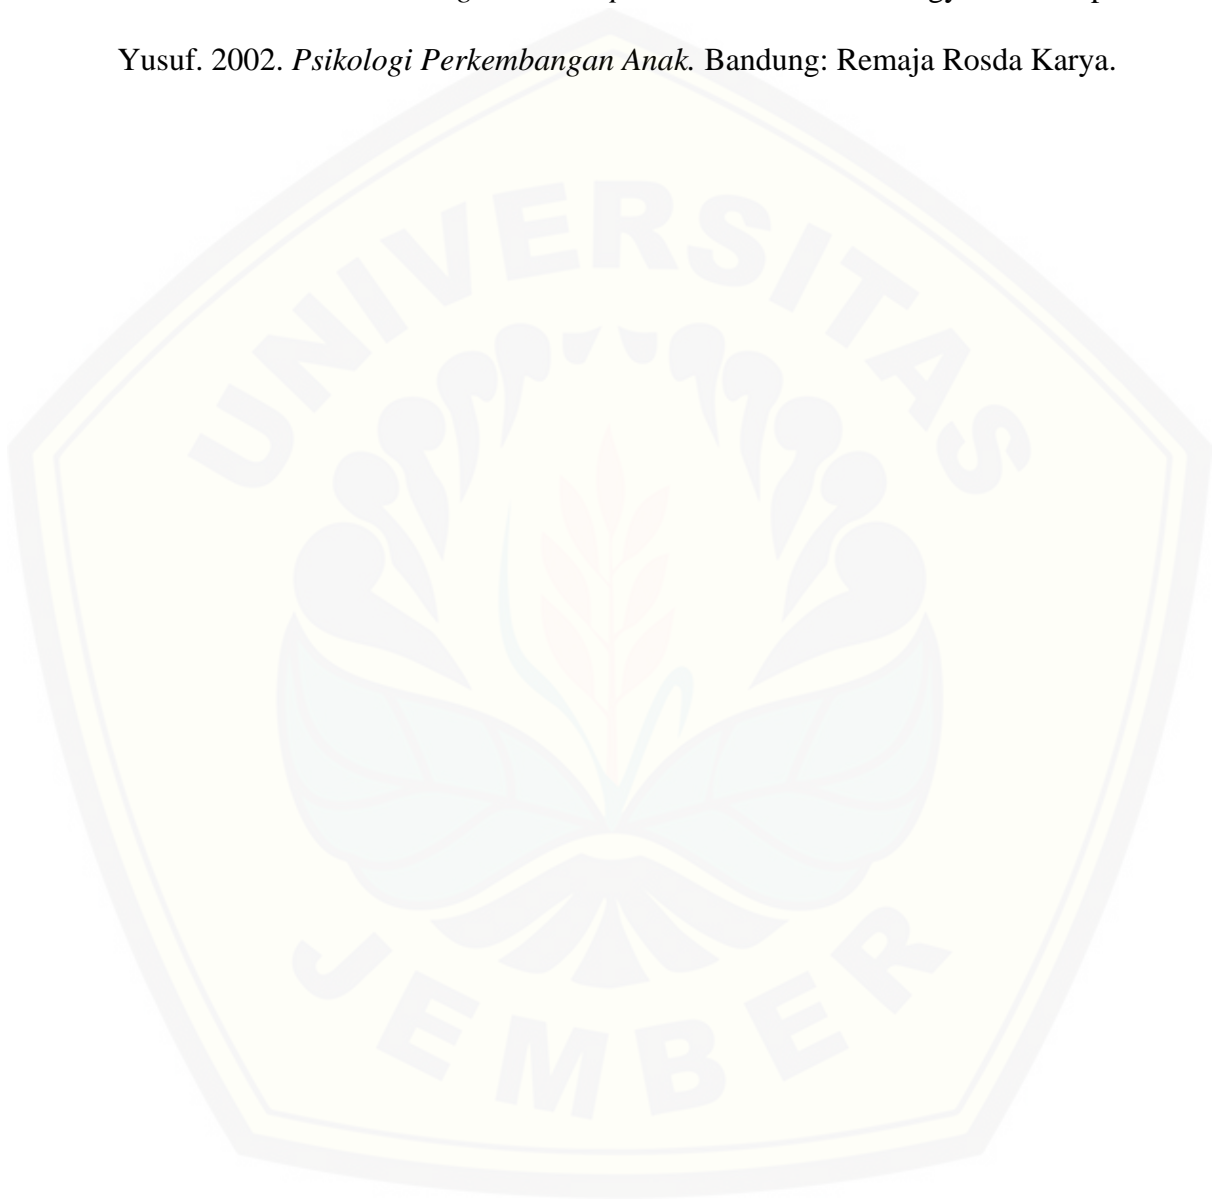 Yusuf. 2002. Psikologi Perkembangan Anak. Bandung: Remaja Rosda Karya.
UNIVERSITAS
JEMBER